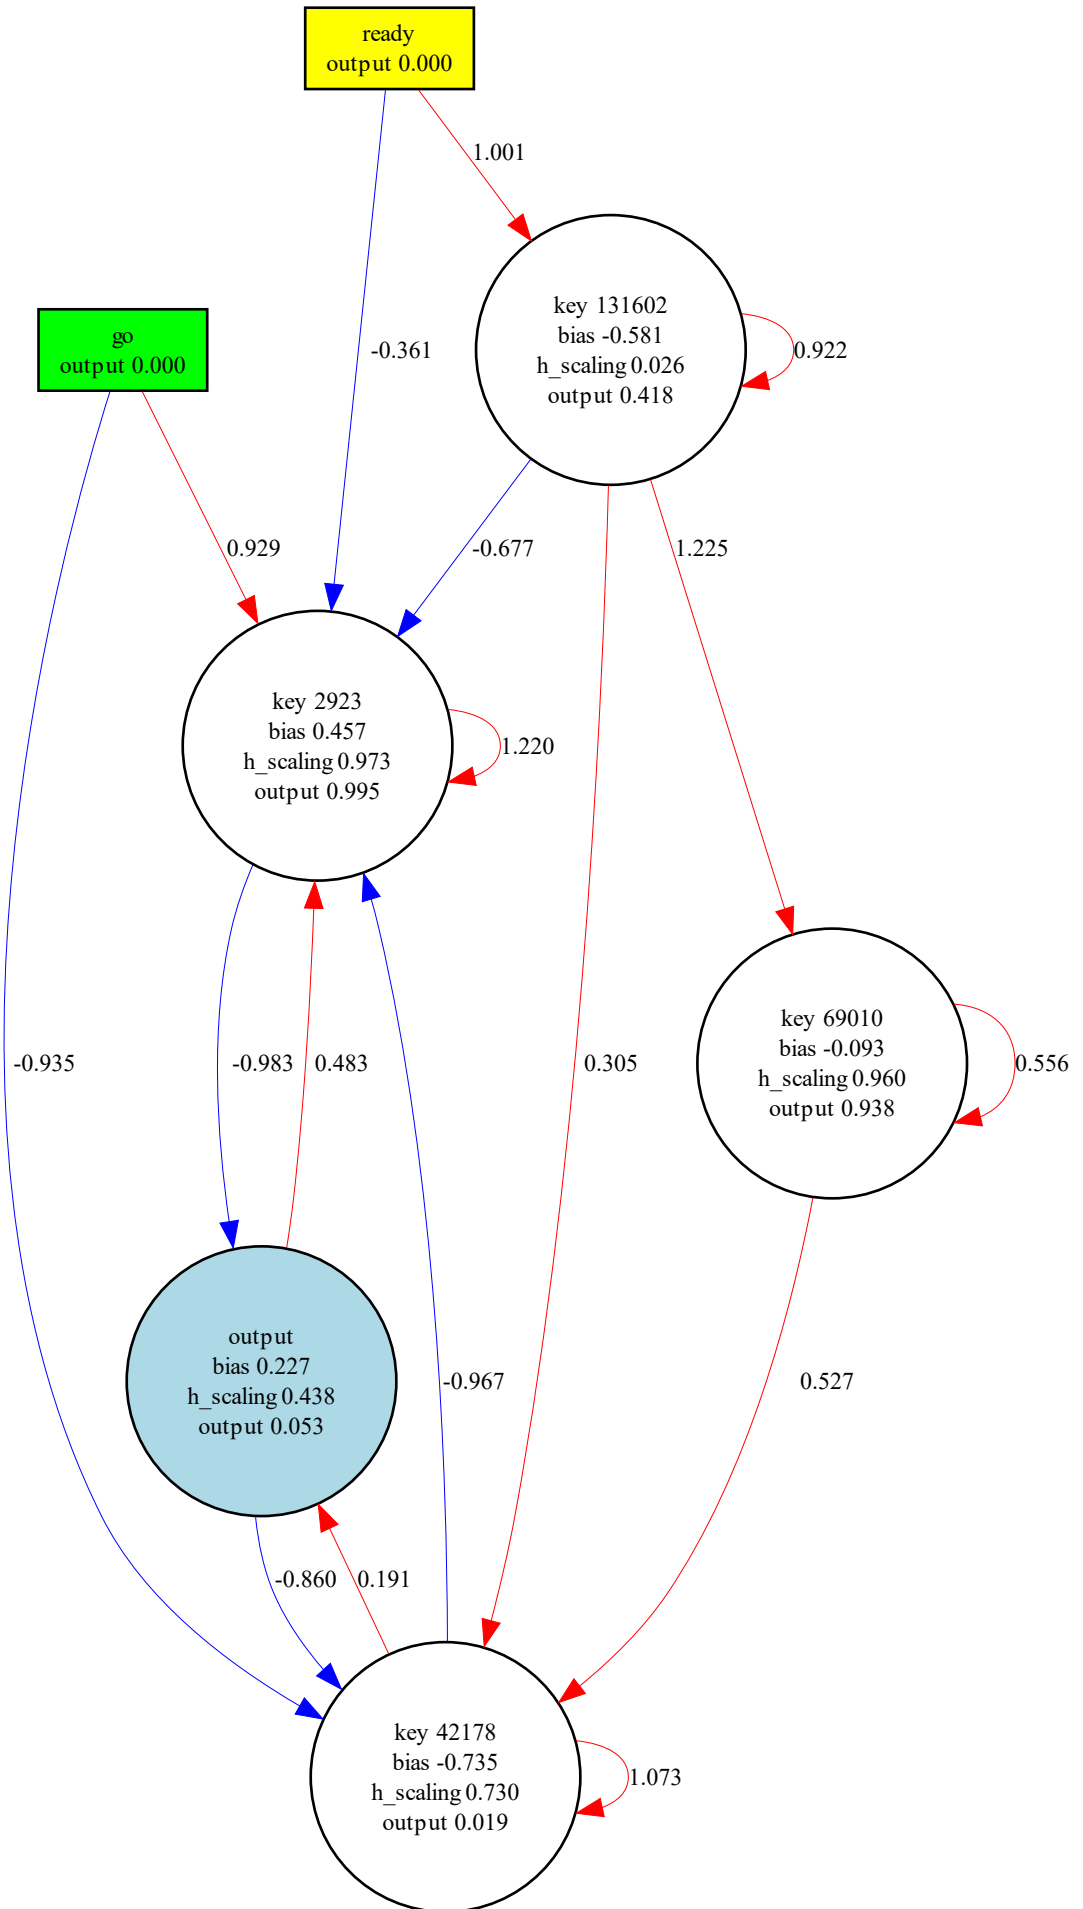 ready
output 0.000
1.001
key 131602
bias -0.581
h_scaling 0.026
output 0.418
0.922
go
output 0.000
-0.361
0.929
-0.677
1.225
key 2923
bias 0.457
h_scaling 0.973
output 0.995
1.220
key 69010
bias -0.093
h_scaling 0.960
output 0.938
0.556
-0.935
-0.983
0.483
0.305
output
bias 0.227
h_scaling 0.438
output 0.053
-0.967
0.527
-0.860
0.191
key 42178
bias -0.735
h_scaling 0.730
output 0.019
1.073